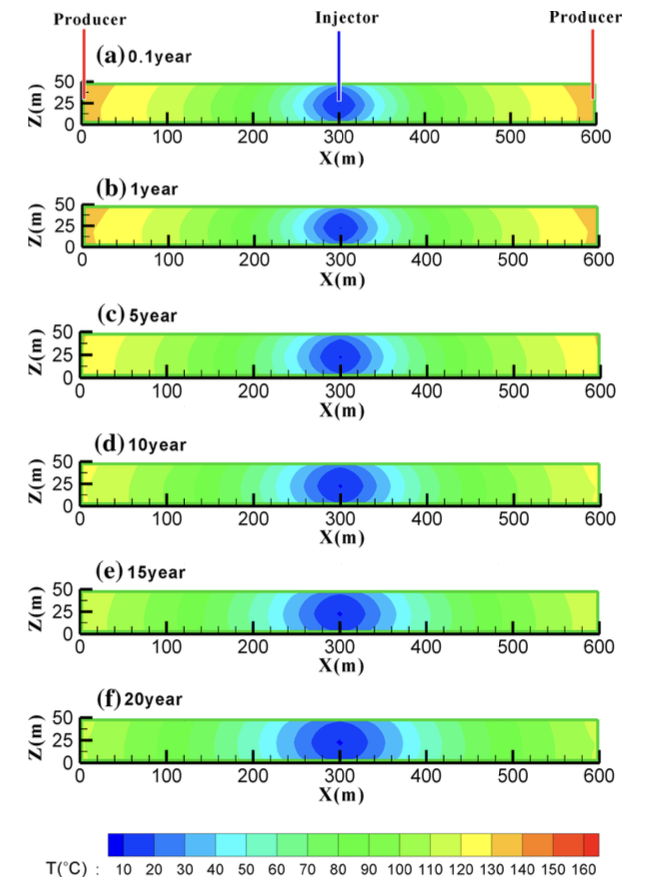 Producer Injector Producer
(a) 0.1year
Z(m) 50 25 0
0 100 200 300 400 500 600
X(m)
(b) 1year
Z(m) 50 25 0
0 100 200 300 400 500 600
X(m)
(c) 5year
Z(m) 50 25 0
0 100 200 300 400 500 600
X(m)
(d) 10year
Z(m) 50 25 0
0 100 200 300 400 500 600
X(m)
(e) 15year
Z(m) 50 25 0
0 100 200 300 400 500 600
X(m)
(f) 20year
Z(m) 50 25 0
0 100 200 300 400 500 600
X(m)
T(°C) : 10 20 30 40 50 60 70 80 90 100 110 120 130 140 150 160